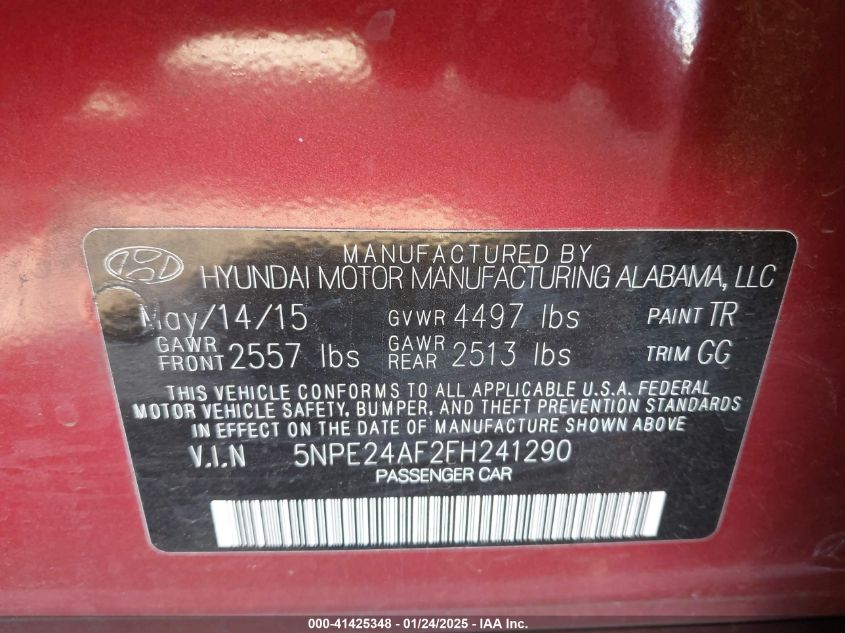 MANUFACTURED BY
HYUNDAI MOTOR MANUFACTURING ALABAMA, LLC
May/14/15 GVWR 4497 lbs PAINT TR
GAWR FRONT 2557 lbs GAWR REAR 2513 lbs TRIM GG
THIS VEHICLE CONFORMS TO ALL APPLICABLE U.S.A. FEDERAL
MOTOR VEHICLE SAFETY, BUMPER, AND THEFT PREVENTION STANDARDS
IN EFFECT ON THE DATE OF MANUFACTURE SHOWN ABOVE
V.I.N 5NPE24AF2FH241290
PASSENGER CAR
000-41425348 - 01/24/2025 - IAA Inc.